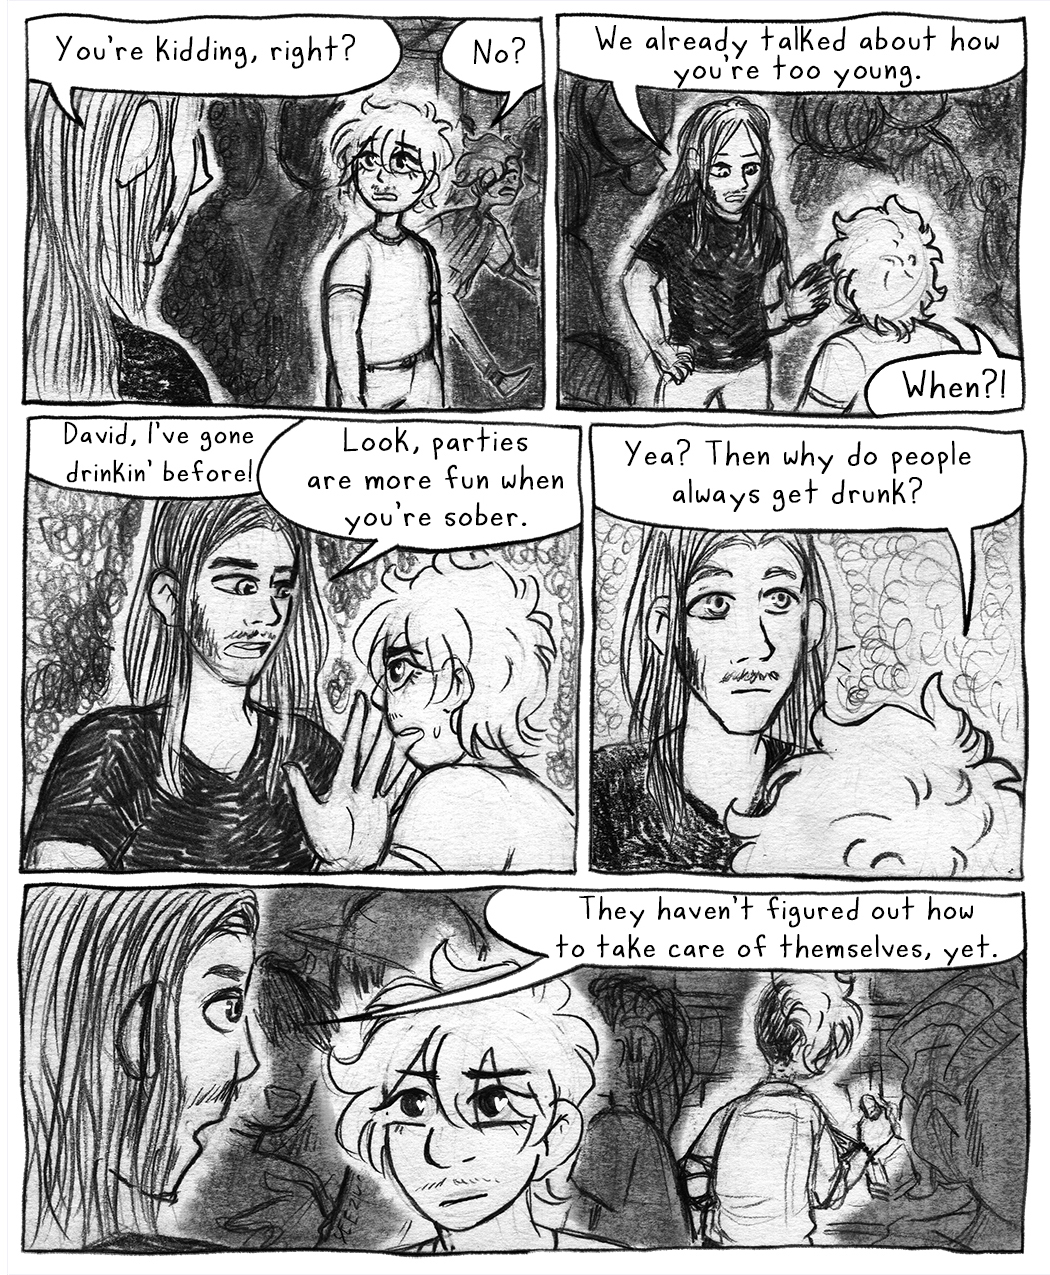 You're kidding, right?
No?
We already talked about how
you're too young.
When?!
David, I've gone
drinkin' before!
Look, parties
are more fun when
you're sober.
Yea? Then why do people
always get drunk?
They haven't figured out how
to take care of themselves, yet.